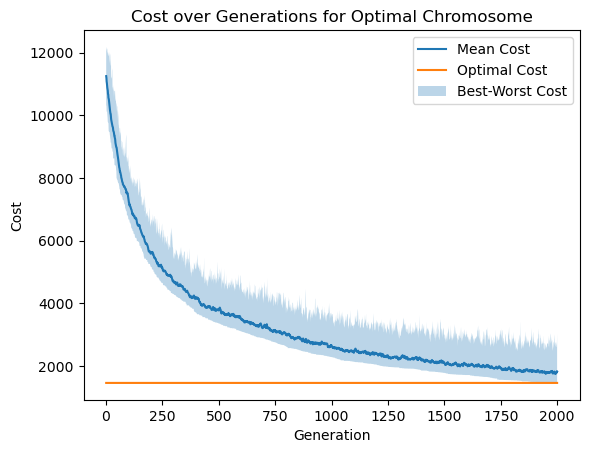 Cost over Generations for Optimal Chromosome
Mean Cost
Optimal Cost
Best-Worst Cost
12000
10000
8000
6000
4000
2000
Cost
0 250 500 750 1000 1250 1500 1750 2000
Generation